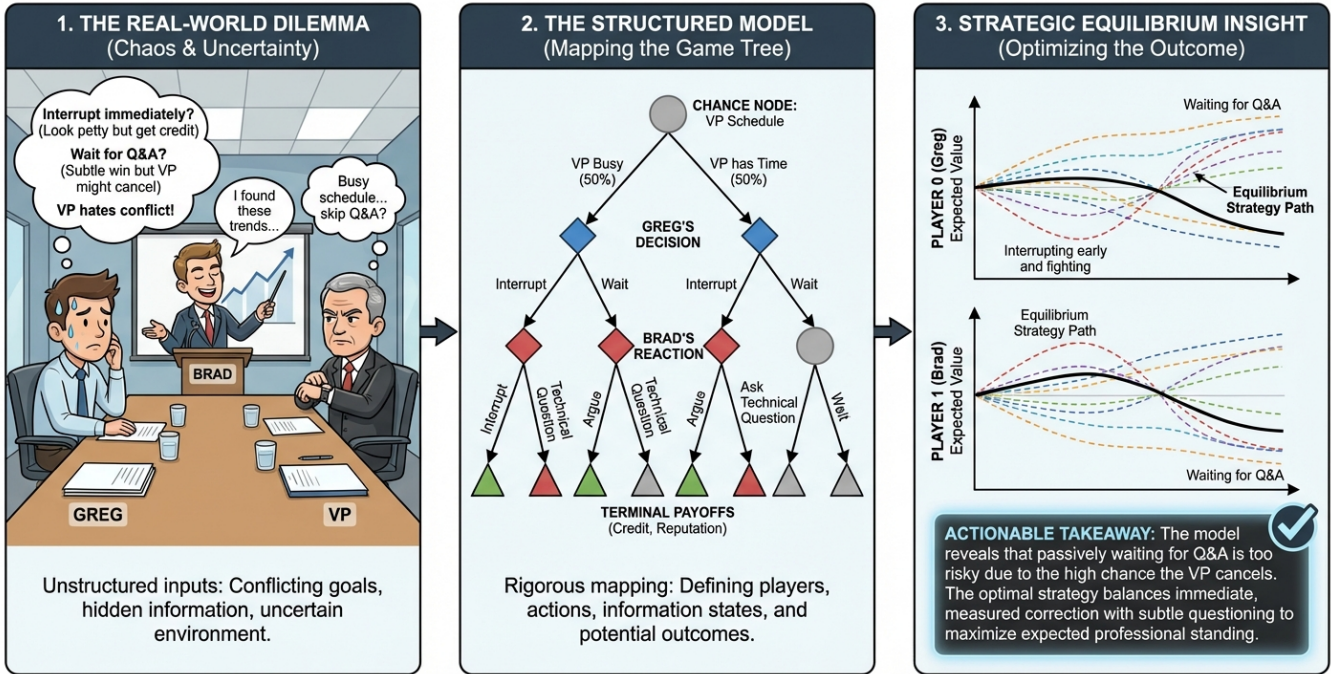 1. THE REAL-WORLD DILEMMA
(Chaos & Uncertainty)
Interrupt immediately?
(Look petty but get credit)
Wait for Q&A?
(Subtle win but VP
might cancel)
VP hates conflict!
I found
these
trends...
Busy
schedule...
skip Q&A?
BRAD
GREG
VP
Unstructured inputs: Conflicting goals,
hidden information, uncertain
environment.
2. THE STRUCTURED MODEL
(Mapping the Game Tree)
CHANCE NODE:
VP Schedule
VP Busy
(50%)
VP has Time
(50%)
GREG'S
DECISION
Interrupt
Wait
Interrupt
Wait
BRAD'S
REACTION
Interrupt
Technical
Quotion
Argue
Technical
Question
Argue
Ask
Technical
Question
Wait
TERMINAL PAYOFFS
(Credit, Reputation)
Rigorous mapping: Defining players,
actions, information states, and
potential outcomes.
3. STRATEGIC EQUILIBRIUM INSIGHT
(Optimizing the Outcome)
PLAYER 0 (Greg)
Expected Value
Waiting for Q&A
Equilibrium
Strategy Path
Interrupting early
and fighting
PLAYER 1 (Brad)
Expected Value
Equilibrium
Strategy Path
Waiting for Q&A
ACTIONABLE TAKEAWAY: The model
reveals that passively waiting for Q&A is too
risky due to the high chance the VP cancels.
The optimal strategy balances immediate,
measured correction with subtle questioning to
maximize expected professional standing.